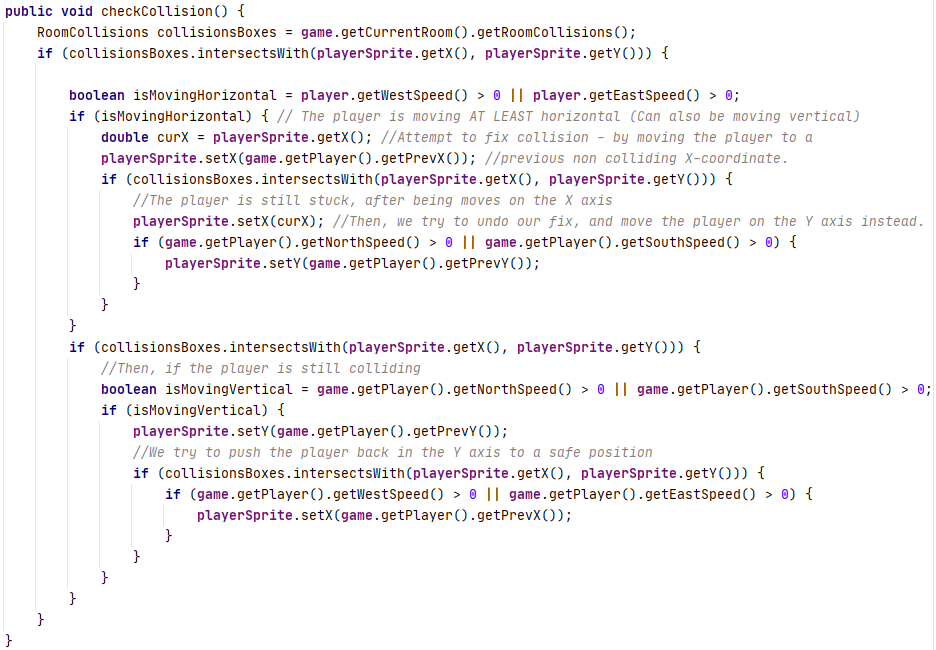 public void checkCollision() {
    RoomCollisions collisionsBoxes = game.getCurrentRoom().getRoomCollisions();
    if (collisionsBoxes.intersectsWith(playerSprite.getX(), playerSprite.getY())) {

        boolean isMovingHorizontal = player.getWestSpeed() > 0 || player.getEastSpeed() > 0;
        if (isMovingHorizontal) { // The player is moving AT LEAST horizontal (Can also be moving vertical)
            double curX = playerSprite.getX(); //Attempt to fix collision - by moving the player to a
            playerSprite.setX(game.getPlayer().getPrevX()); //previous non colliding X-coordinate.
            if (collisionsBoxes.intersectsWith(playerSprite.getX(), playerSprite.getY())) {
                //The player is still stuck, after being moves on the X axis
                playerSprite.setX(curX); //Then, we try to undo our fix, and move the player on the Y axis instead.
                if (game.getPlayer().getNorthSpeed() > 0 || game.getPlayer().getSouthSpeed() > 0) {
                    playerSprite.setY(game.getPlayer().getPrevY());
                }
            }
        }
        if (collisionsBoxes.intersectsWith(playerSprite.getX(), playerSprite.getY())) {
            //Then, if the player is still colliding
            boolean isMovingVertical = game.getPlayer().getNorthSpeed() > 0 || game.getPlayer().getSouthSpeed() > 0;
            if (isMovingVertical) {
                playerSprite.setY(game.getPlayer().getPrevY());
                //We try to push the player back in the Y axis to a safe position
                if (collisionsBoxes.intersectsWith(playerSprite.getX(), playerSprite.getY())) {
                    if (game.getPlayer().getWestSpeed() > 0 || game.getPlayer().getEastSpeed() > 0) {
                        playerSprite.setX(game.getPlayer().getPrevX());
                    }
                }
            }
        }
    }
}